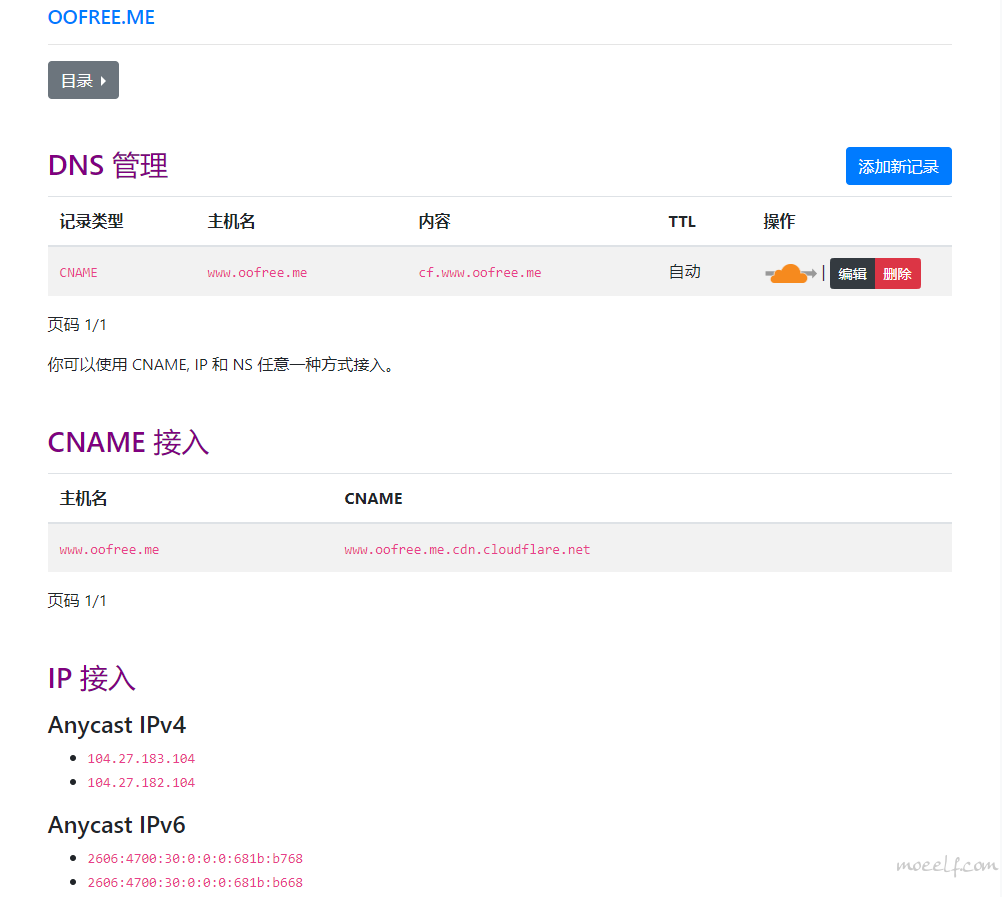 OOFREE.ME
目录
DNS 管理
添加新记录
记录类型 主机名 内容 TTL 操作
CNAME www.oofree.me cf.www.oofree.me 自动 | 编辑 删除
页码 1/1
你可以使用 CNAME, IP 和 NS 任意一种方式接入。
CNAME 接入
主机名 CNAME
www.oofree.me www.oofree.me.cdn.cloudflare.net
页码 1/1
IP 接入
Anycast IPv4
104.27.183.104
104.27.182.104
Anycast IPv6
2606:4700:30:0:0:0:681b:b768
2606:4700:30:0:0:0:681b:b668
moeelf.com